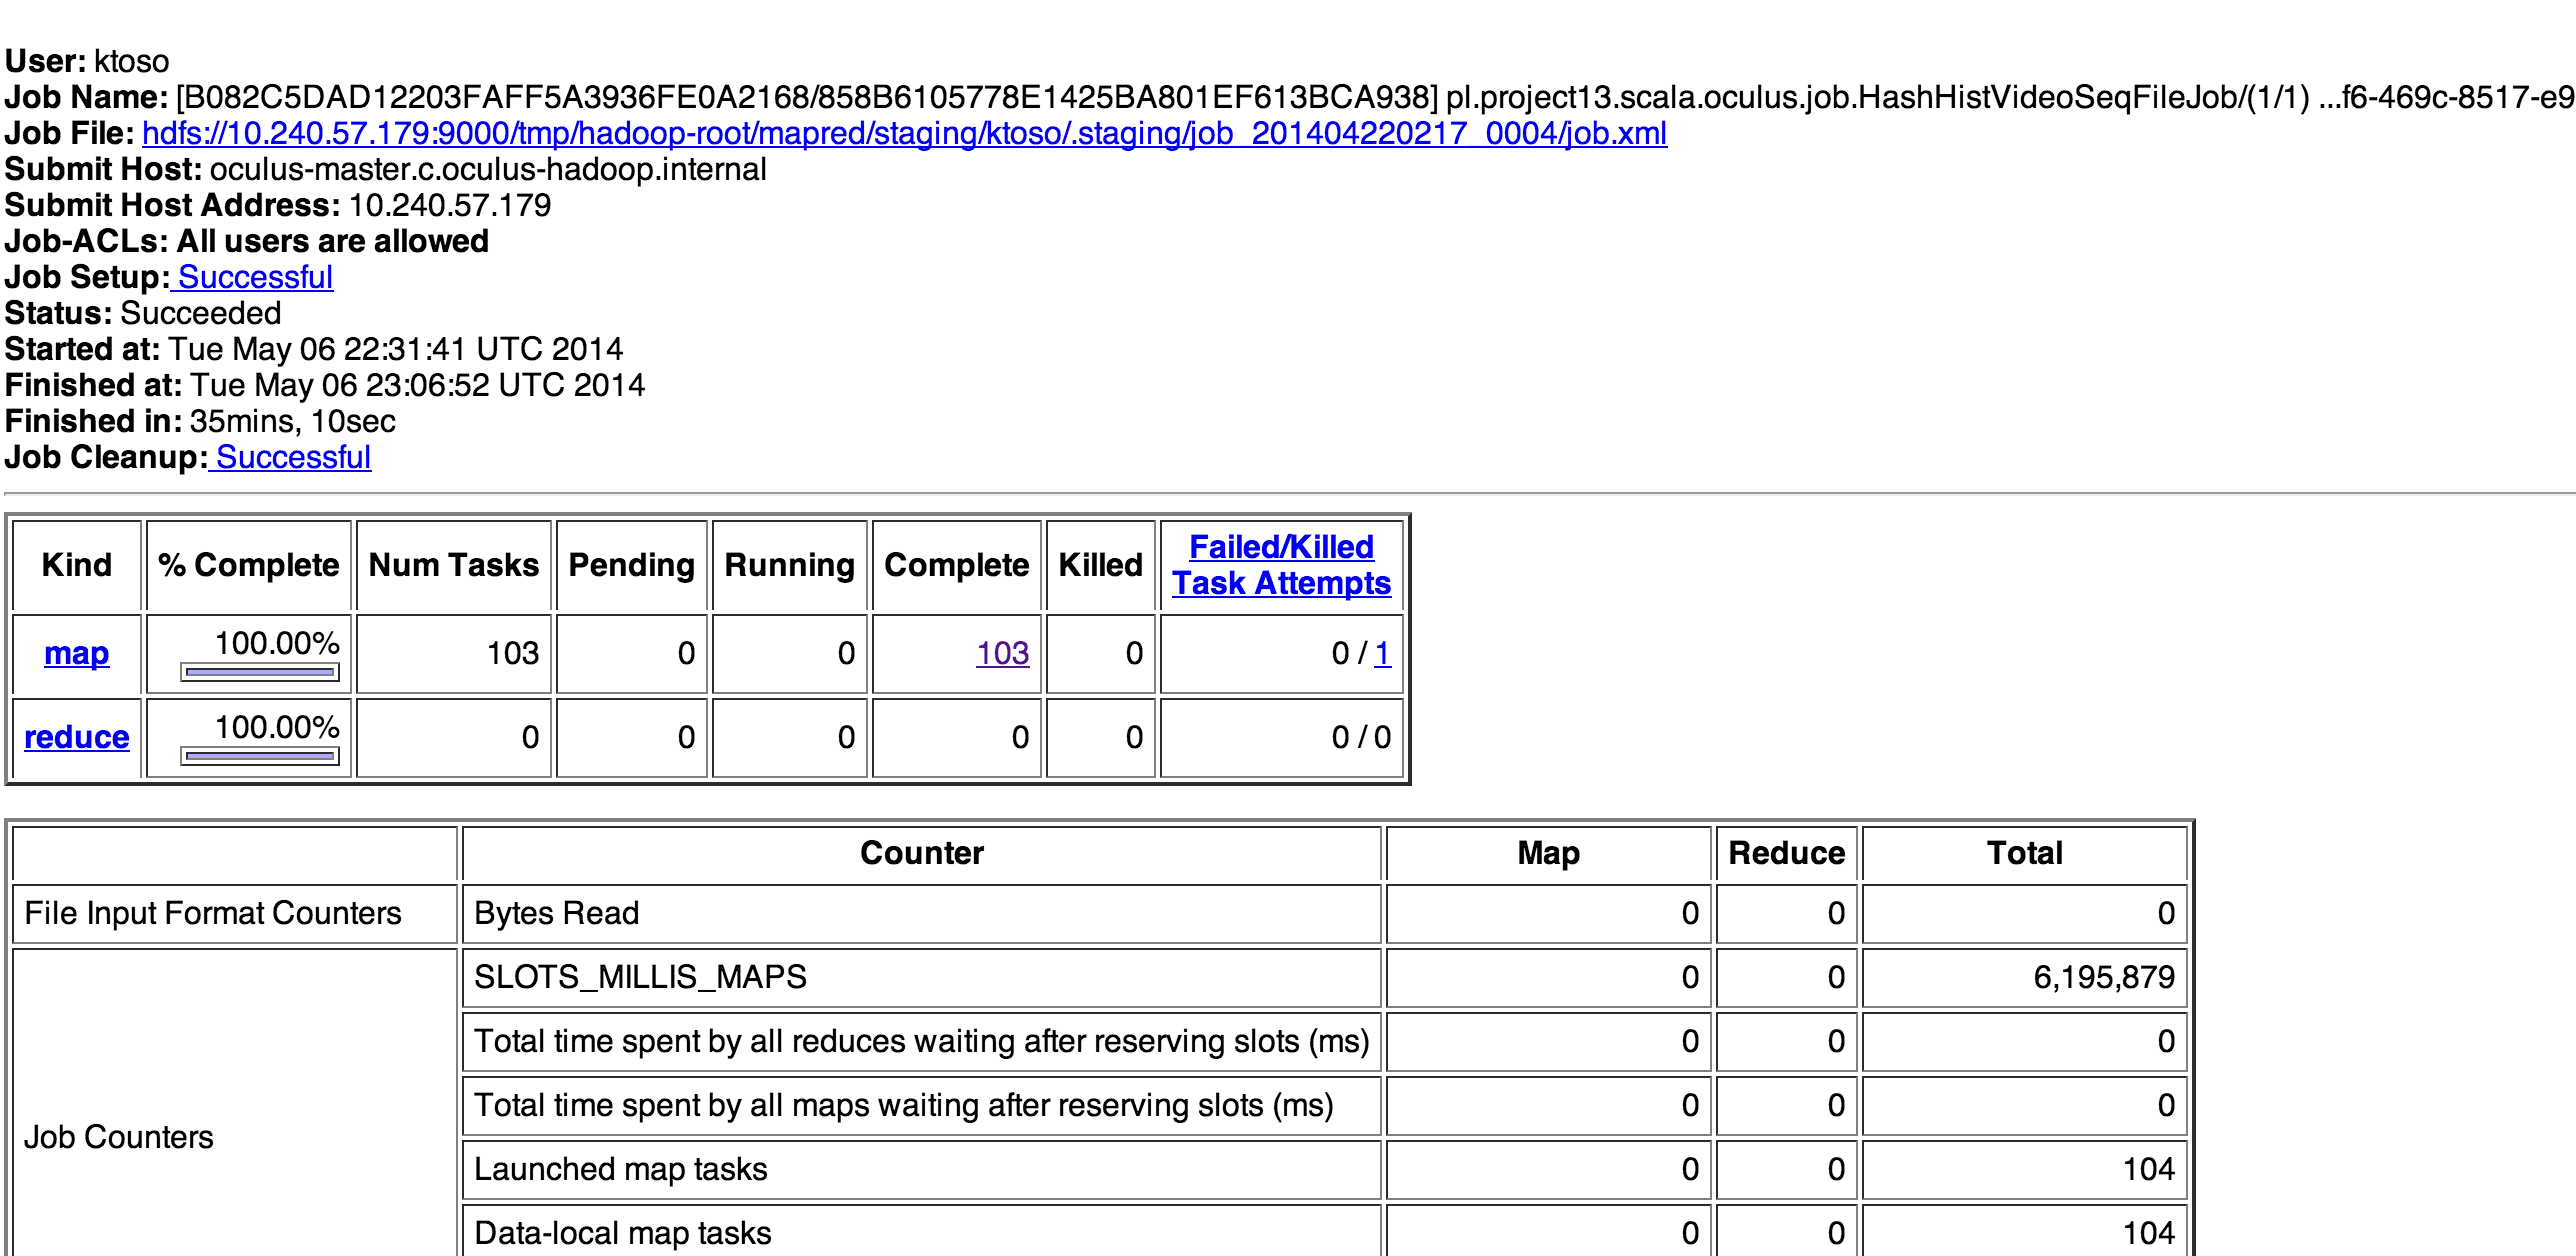 User: ktoso
Job Name: [B082C5DAD12203FAFF5A3936FE0A2168/858B6105778E1425BA801EF613BCA938] pl.project13.scala.oculus.job.HashHistVideoSeqFileJob/(1/1) ...f6-469c-8517-e9
Job File: hdfs://10.240.57.179:9000/tmp/hadoop-root/mapred/staging/ktoso/.staging/job_201404220217_0004/job.xml
Submit Host: oculus-master.c.oculus-hadoop.internal
Submit Host Address: 10.240.57.179
Job-ACLs: All users are allowed
Job Setup: Successful
Status: Succeeded
Started at: Tue May 06 22:31:41 UTC 2014
Finished at: Tue May 06 23:06:52 UTC 2014
Finished in: 35mins, 10sec
Job Cleanup: Successful
Kind % Complete Num Tasks Pending Running Complete Killed Failed/Killed Task Attempts
map 100.00% 103 0 0 103 0 0 / 1
reduce 100.00% 0 0 0 0 0 0 / 0
Counter Map Reduce Total
File Input Format Counters Bytes Read 0 0 0
Job Counters SLOTS_MILLIS_MAPS 0 0 6,195,879
Total time spent by all reduces waiting after reserving slots (ms) 0 0 0
Total time spent by all maps waiting after reserving slots (ms) 0 0 0
Launched map tasks 0 0 104
Data-local map tasks 0 0 104